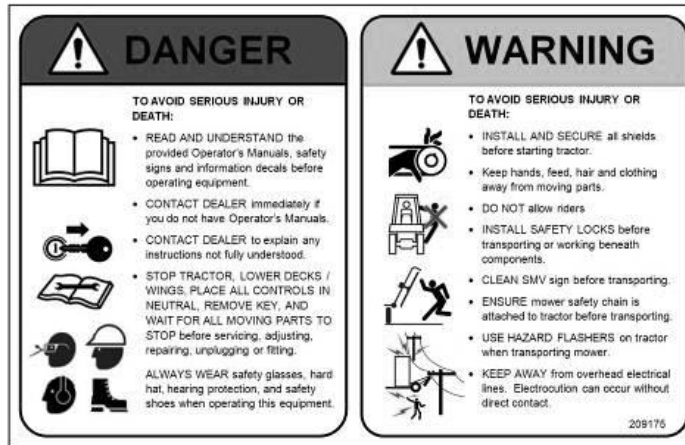 DANGER
TO AVOID SERIOUS INJURY OR
DEATH:
• READ AND UNDERSTAND the
provided Operator's Manuals, safety
signs and information decals before
operating equipment.
• CONTACT DEALER immediately if
you do not have Operator's Manuals.
• CONTACT DEALER to explain any
instructions not fully understood.
• STOP TRACTOR, LOWER DECKS /
WINGS, PLACE ALL CONTROLS IN
NEUTRAL, REMOVE KEY, AND
WAIT FOR ALL MOVING PARTS TO
STOP before servicing, adjusting,
repairing, unplugging or fitting.
ALWAYS WEAR safety glasses, hard
hat, hearing protection, and safety
shoes when operating this equipment.
WARNING
TO AVOID SERIOUS INJURY OR
DEATH:
• INSTALL AND SECURE all shields
before starting tractor.
• Keep hands, feed, hair and clothing
away from moving parts.
• DO NOT allow riders
• INSTALL SAFETY LOCKS before
transporting or working beneath
components.
• CLEAN SMV sign before transporting.
• ENSURE mower safety chain is
attached to tractor before transporting.
• USE HAZARD FLASHERS on tractor
when transporting mower.
• KEEP AWAY from overhead electrical
lines. Electrocution can occur without
direct contact.
209175